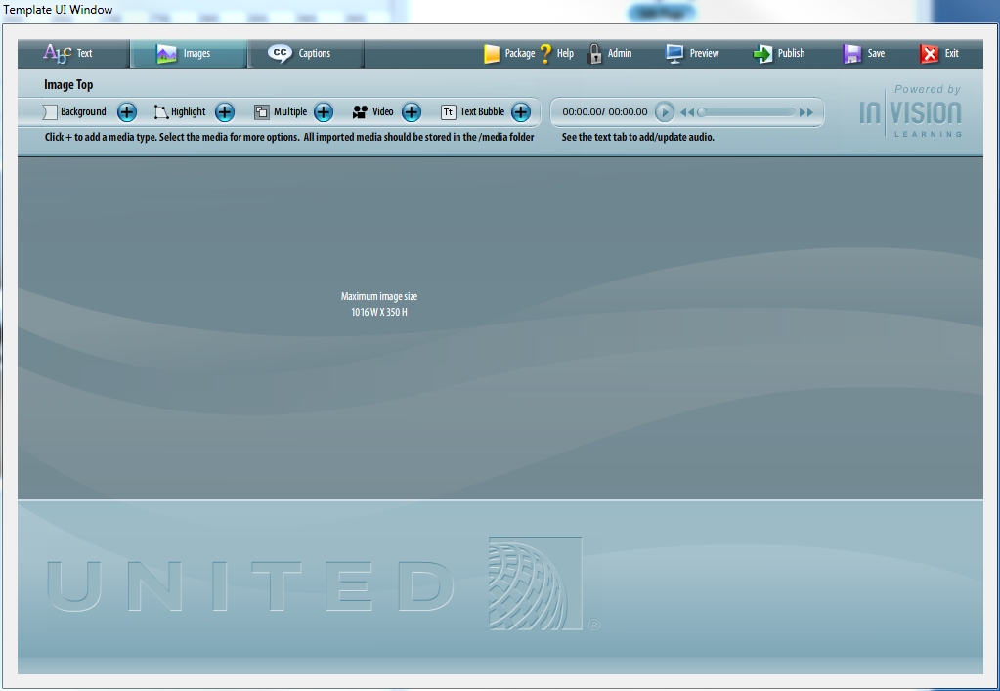 Template UI Window
Text Images CC Captions Package ? Help Admin Preview Publish Save Exit
Image Top
Background Highlight Multiple Video Tt Text Bubble 00:00.00/ 00:00.00
Click + to add a media type. Select the media for more options. All imported media should be stored in the /media folder See the text tab to add/update audio.
Powered by
IN VISION
LEARNING
Maximum image size
1016 W X 350 H
UNITED ®